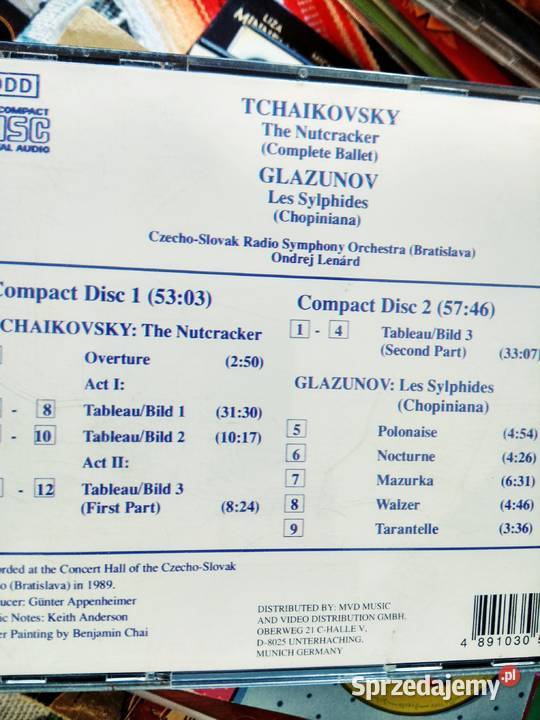 LIZA
DDD
COMPACT
DISC
AL AUDIO
TCHAIKOVSKY
The Nutcracker
(Complete Ballet)
GLAZUNOV
Les Sylphides
(Chopiniana)
Czecho-Slovak Radio Symphony Orchestra (Bratislava)
Ondrej Lenárd
Compact Disc 1 (53:03)
CHAIKOVSKY: The Nutcracker
Overture (2:50)
Act I:
- 8 Tableau/Bild 1 (31:30)
- 10 Tableau/Bild 2 (10:17)
Act II:
- 12 Tableau/Bild 3 (8:24)
(First Part)
Compact Disc 2 (57:46)
1 - 4 Tableau/Bild 3
(Second Part) (33:07)
GLAZUNOV: Les Sylphides
(Chopiniana)
5 Polonaise (4:54)
6 Nocturne (4:26)
7 Mazurka (6:31)
8 Walzer (4:46)
9 Tarantelle (3:36)
orded at the Concert Hall of the Czecho-Slovak
o (Bratislava) in 1989.
ucer: Günter Appenheimer
ic Notes: Keith Anderson
er Painting by Benjamin Chai
DISTRIBUTED BY: MVD MUSIC
AND VIDEO DISTRIBUTION GMBH.
OBERWEG 21 C-HALLE V,
D-8025 UNTERHACHING.
MUNICH GERMANY
4 891030
Sprzedajemy.pl